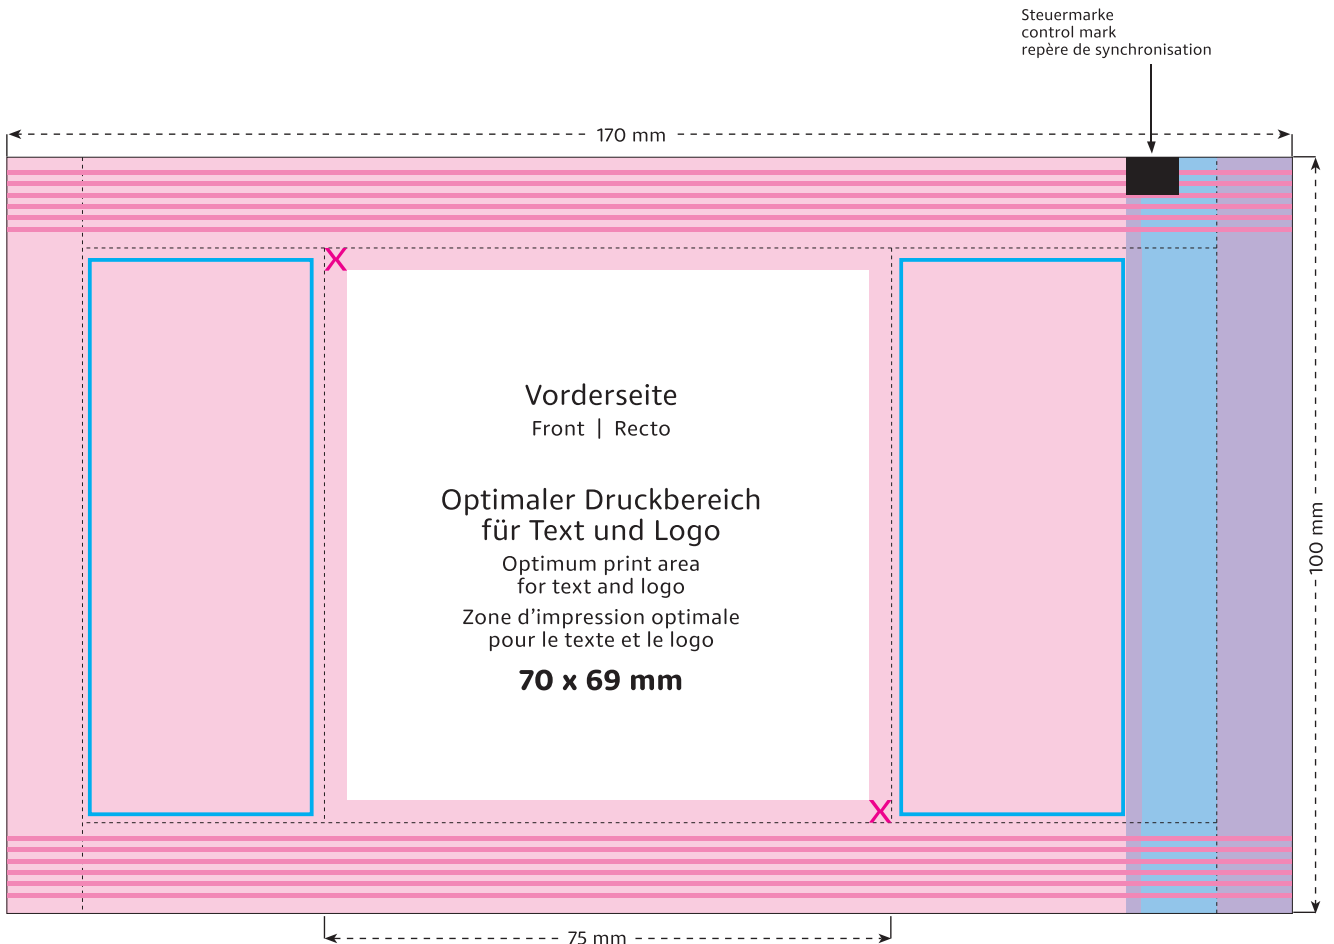 Steuermarke
control mark
repère de synchronisation
170 mm
X
Vorderseite
Front | Recto
Optimaler Druckbereich
für Text und Logo
Optimum print area
for text and logo
Zone d’impression optimale
pour le texte et le logo
70 x 69 mm
100 mm
X
75 mm